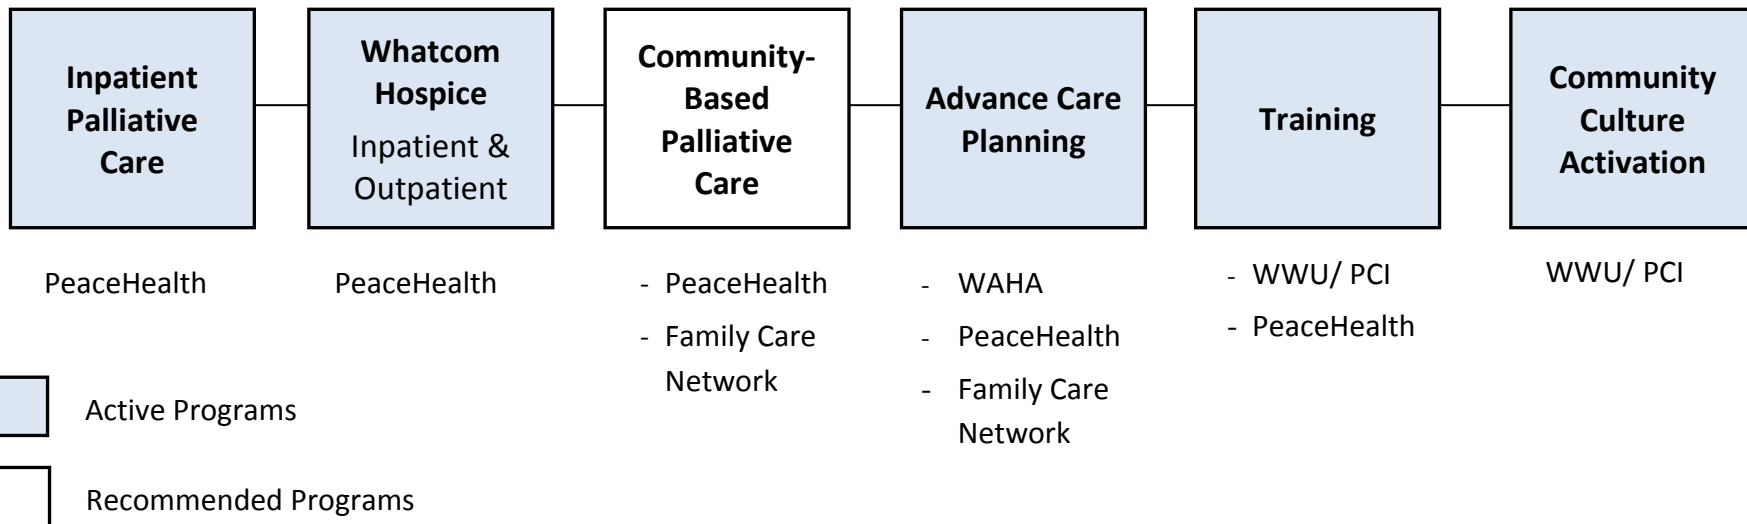 Inpatient
Palliative
Care
Whatcom
Hospice
Inpatient &
Outpatient
Community-
Based
Palliative
Care
Advance Care
Planning
Training
Community
Culture
Activation
PeaceHealth
PeaceHealth
- PeaceHealth
- Family Care
Network
- WAHA
- PeaceHealth
- Family Care
Network
- WWU/ PCI
- PeaceHealth
WWU/ PCI
Active Programs
Recommended Programs